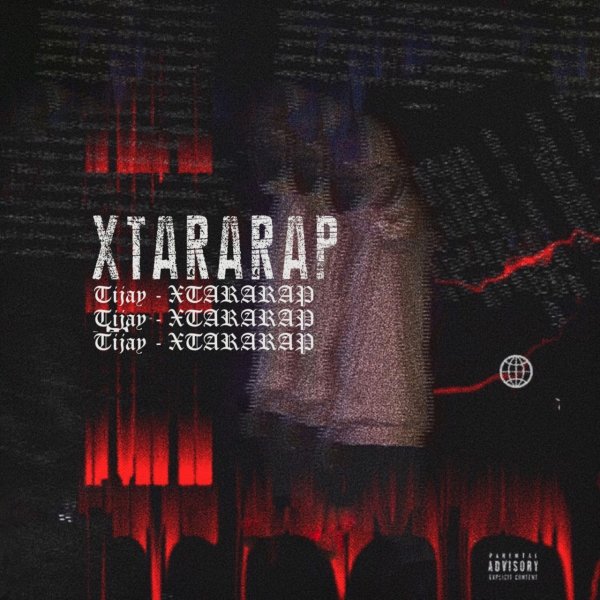 XTARARAP
Tijay - XTARARAP
Tijay - XTARARAP
Tijay - XTARARAP
PARENTAL
ADVISORY
EXPLICIT CONTENT